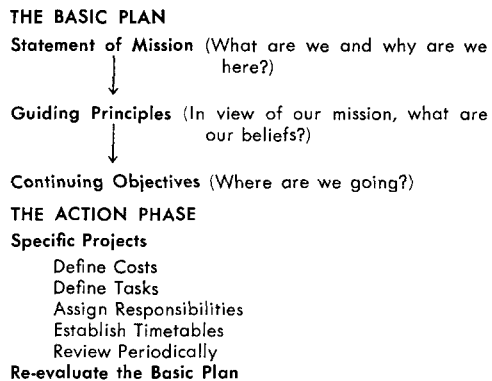 THE BASIC PLAN
Statement of Mission (What are we and why are we
here?)
Guiding Principles (In view of our mission, what are
our beliefs?)
Continuing Objectives (Where are we going?)
THE ACTION PHASE
Specific Projects
Define Costs
Define Tasks
Assign Responsibilities
Establish Timetables
Review Periodically
Re-evaluate the Basic Plan